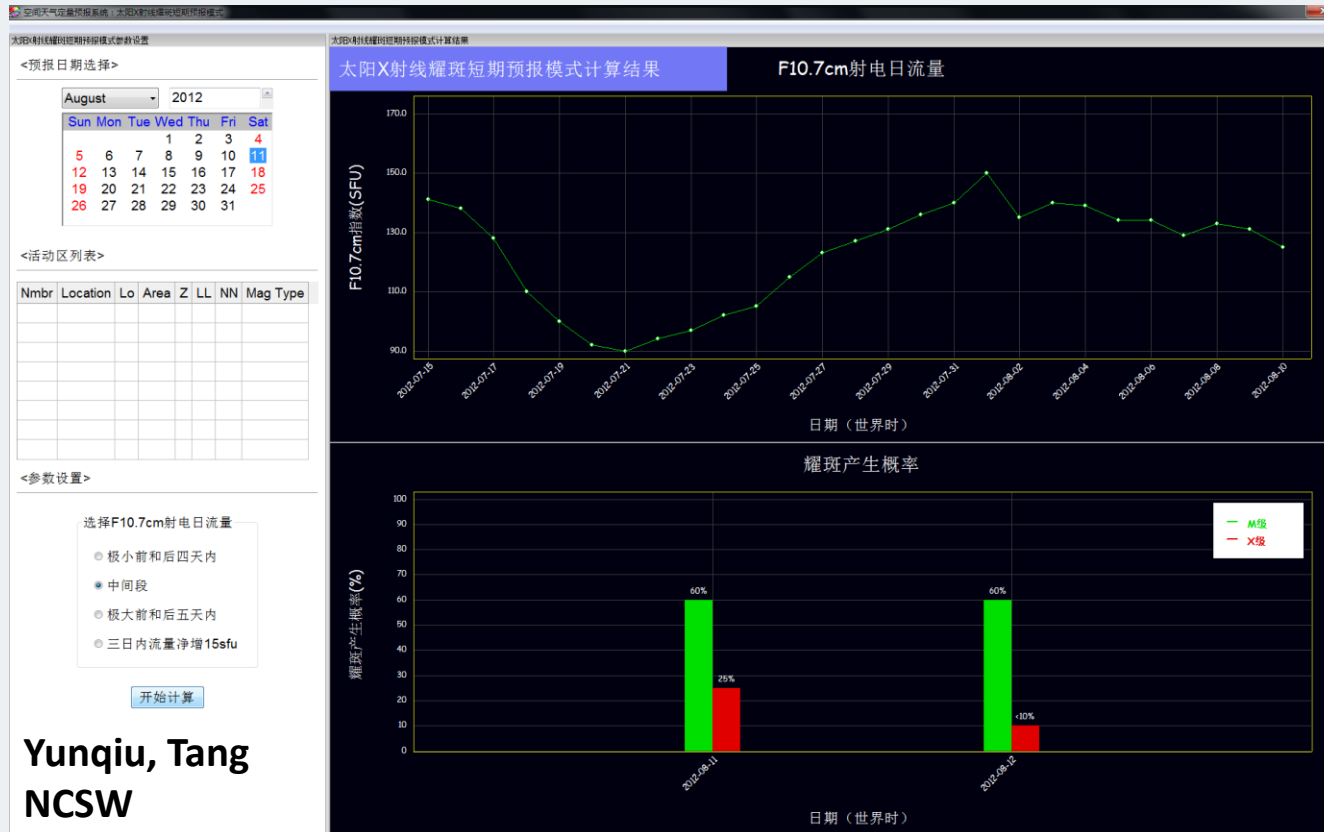 空间天气定量预报系统：太阳X射线耀斑短期预报模式
太阳X射线耀斑短期预报模式参数设置
<预报日期选择>
August 2012
Sun Mon Tue Wed Thu Fri Sat
1 2 3 4
5 6 7 8 9 10 11
12 13 14 15 16 17 18
19 20 21 22 23 24 25
26 27 28 29 30 31
<活动区列表>
Nmbr Location Lo Area Z LL NN Mag Type
<参数设置>
选择F10.7cm射电日流量
极小前和后四天内
中间段
极大前和后五天内
三日内流量净增15sfu
开始计算
Yunqiu, Tang
NCSW
太阳X射线耀斑短期预报模式计算结果
太阳X射线耀斑短期预报模式计算结果
F10.7cm射电日流量
F10.7cm指数(SFU)
170.0
150.0
130.0
110.0
90.0
2012-07-15
2012-07-17
2012-07-19
2012-07-21
2012-07-23
2012-07-25
2012-07-27
2012-07-29
2012-07-31
2012-08-02
2012-08-04
2012-08-06
2012-08-08
2012-08-10
日期（世界时）
耀斑产生概率
耀斑产生概率(%)
100
90
80
70
60
50
40
30
20
10
0
M级
X级
60%
25%
60%
<10%
2012-08-11
2012-08-12
日期（世界时）